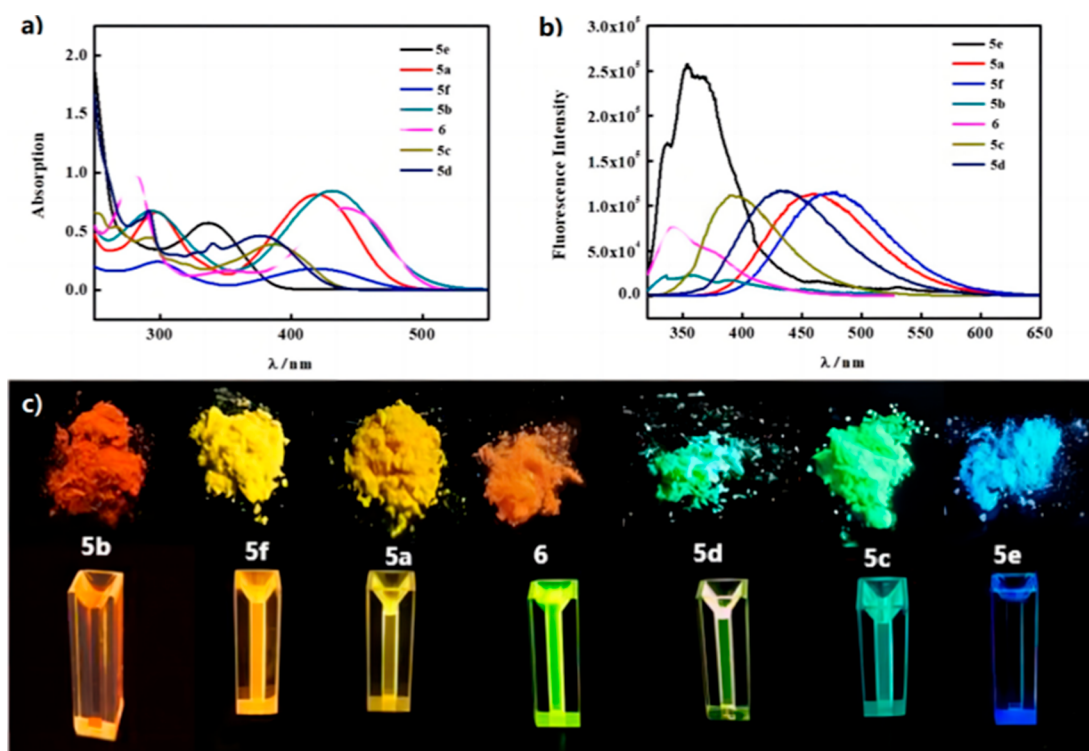 a)
Absorption
2.0
1.5
1.0
0.5
0.0
300
400
500
λ / nm
5e
5a
5f
5b
6
5c
5d
b)
Fluorescence Intensity
3.0x10⁵
2.5x10⁵
2.0x10⁵
1.5x10⁵
1.0x10⁵
5.0x10⁴
0.0
350
400
450
500
550
600
650
λ / nm
5e
5a
5f
5b
6
5c
5d
c)
5b
5f
5a
6
5d
5c
5e